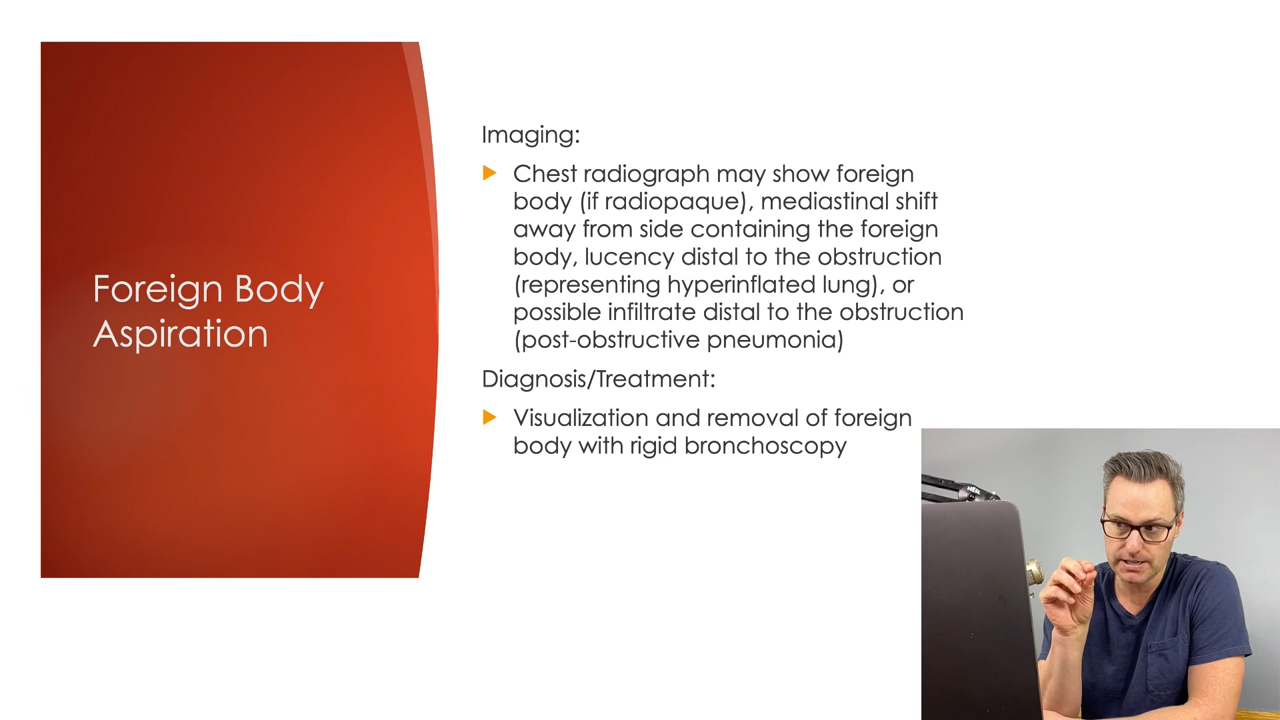 Foreign Body
Aspiration
Imaging:
Chest radiograph may show foreign
body (if radiopaque), mediastinal shift
away from side containing the foreign
body, lucency distal to the obstruction
(representing hyperinflated lung), or
possible infiltrate distal to the obstruction
(post-obstructive pneumonia)
Diagnosis/Treatment:
Visualization and removal of foreign
body with rigid bronchoscopy